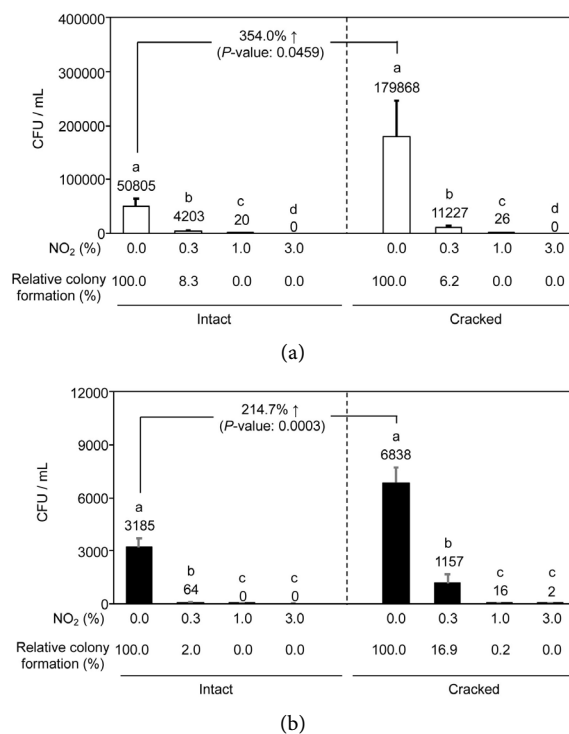 400000
354.0% ↑
(P-value: 0.0459)
a
179868
300000
CFU / mL
200000
a
50805
100000
b
4203
c
20
d
0
b
11227
c
26
d
0
0
NO₂ (%) 0.0 0.3 1.0 3.0 0.0 0.3 1.0 3.0
Relative colony formation (%) 100.0 8.3 0.0 0.0 100.0 6.2 0.0 0.0
Intact Cracked
(a)
12000
214.7% ↑
(P-value: 0.0003)
a
6838
9000
CFU / mL
6000
a
3185
3000
b
64
c
0
c
0
b
1157
c
16
c
2
0
NO₂ (%) 0.0 0.3 1.0 3.0 0.0 0.3 1.0 3.0
Relative colony formation (%) 100.0 2.0 0.0 0.0 100.0 16.9 0.2 0.0
Intact Cracked
(b)